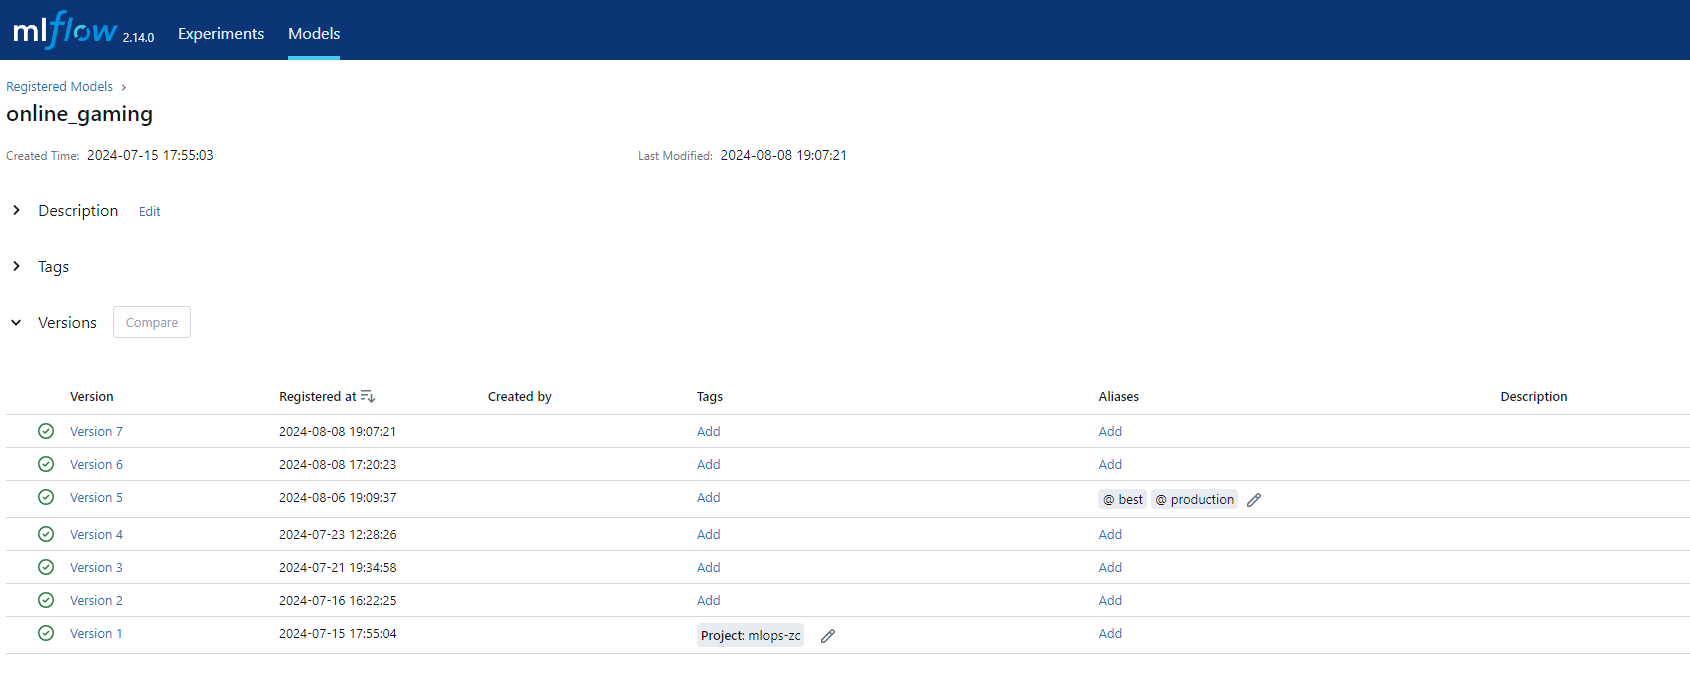 mlflow 2.14.0 Experiments Models
Registered Models
online_gaming
Created Time: 2024-07-15 17:55:03 Last Modified: 2024-08-08 19:07:21
Description Edit
Tags
Versions Compare
Version Registered at Created by Tags Aliases Description
Version 7 2024-08-08 19:07:21 Add Add
Version 6 2024-08-08 17:20:23 Add Add
Version 5 2024-08-06 19:09:37 Add @ best @ production
Version 4 2024-07-23 12:28:26 Add Add
Version 3 2024-07-21 19:34:58 Add Add
Version 2 2024-07-16 16:22:25 Add Add
Version 1 2024-07-15 17:55:04 Project: mlops-zc Add